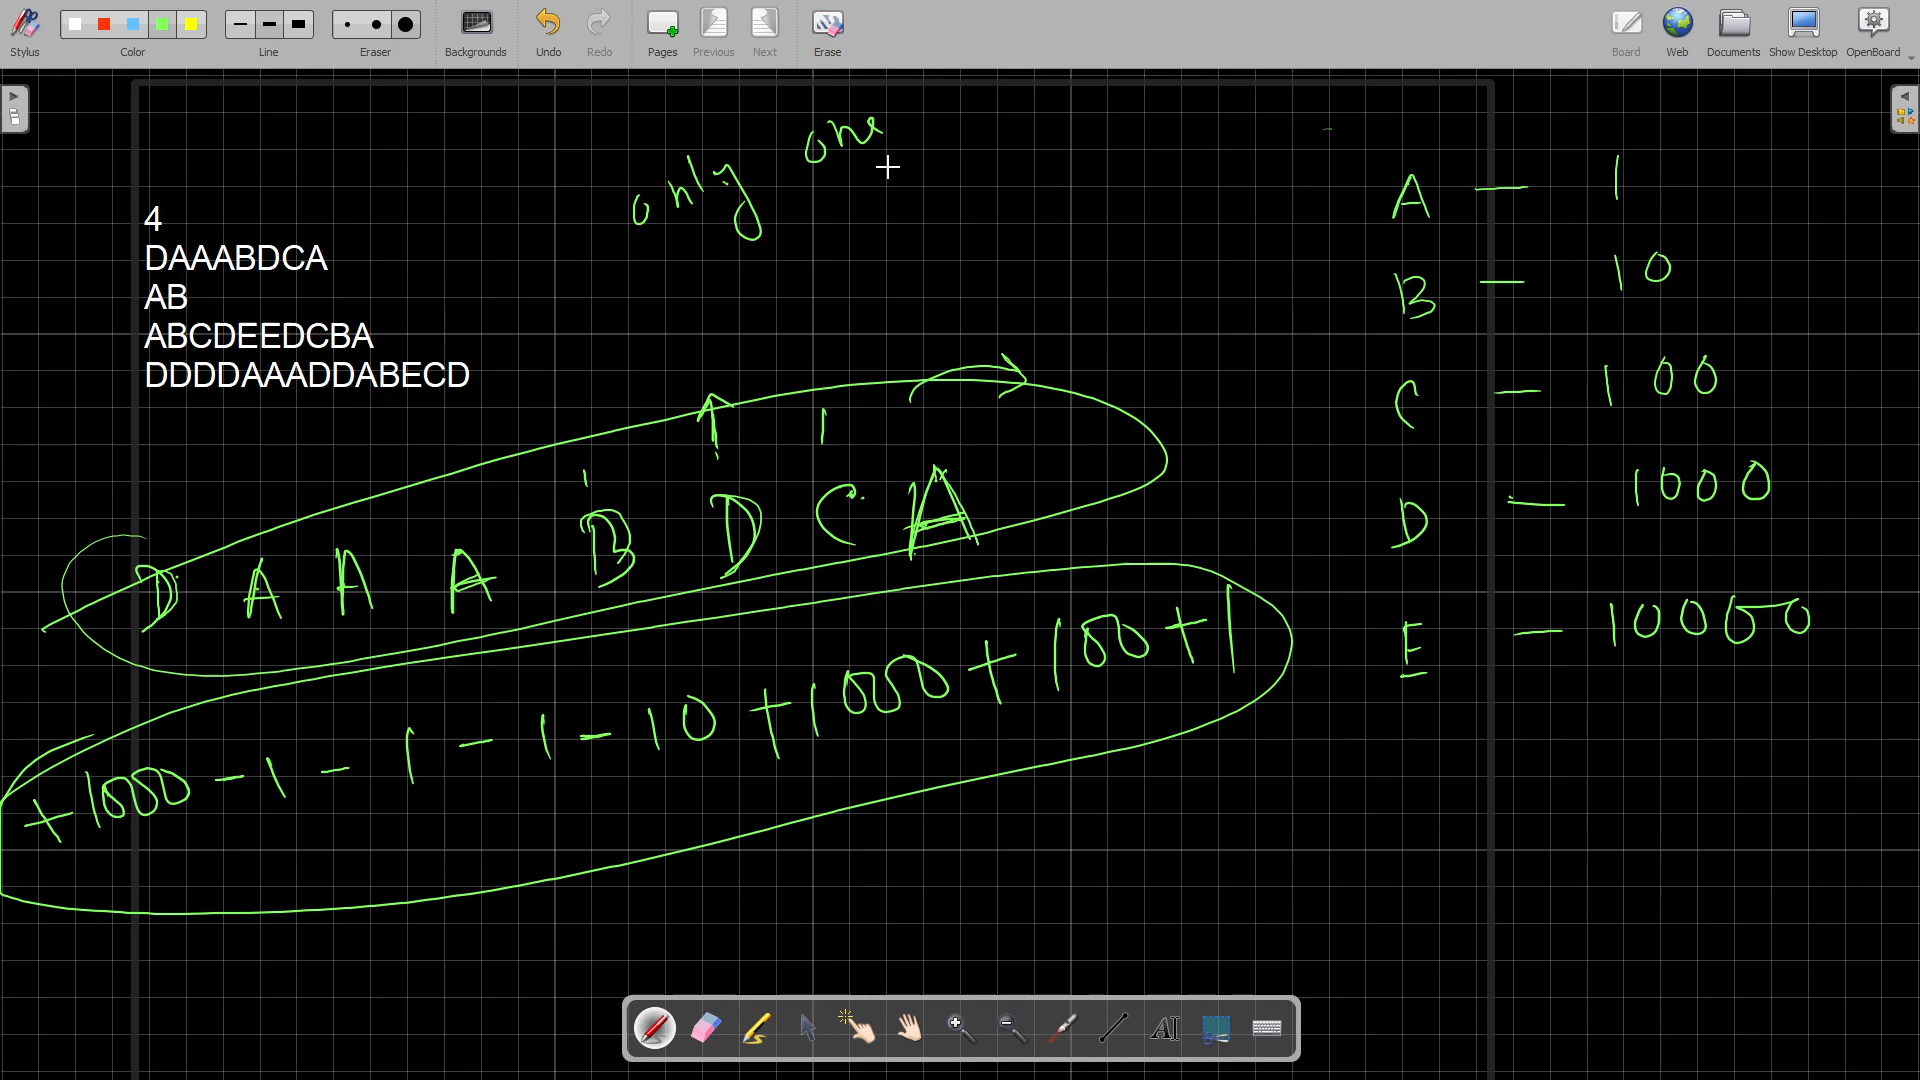 Stylus Color Line Eraser Backgrounds Undo Redo Pages Previous Next Erase Board Web Documents Show Desktop OpenBoard
only one
4
DAAABDCA
AB
ABCDEEDCBA
DDDDAAADDABECD
A — 1
B — 10
C — 100
D — 1000
E — 10000
D A A A B D C A
+1000 - 1 - 1 - 1 - 10 + 1000 + 100 + 1
AI